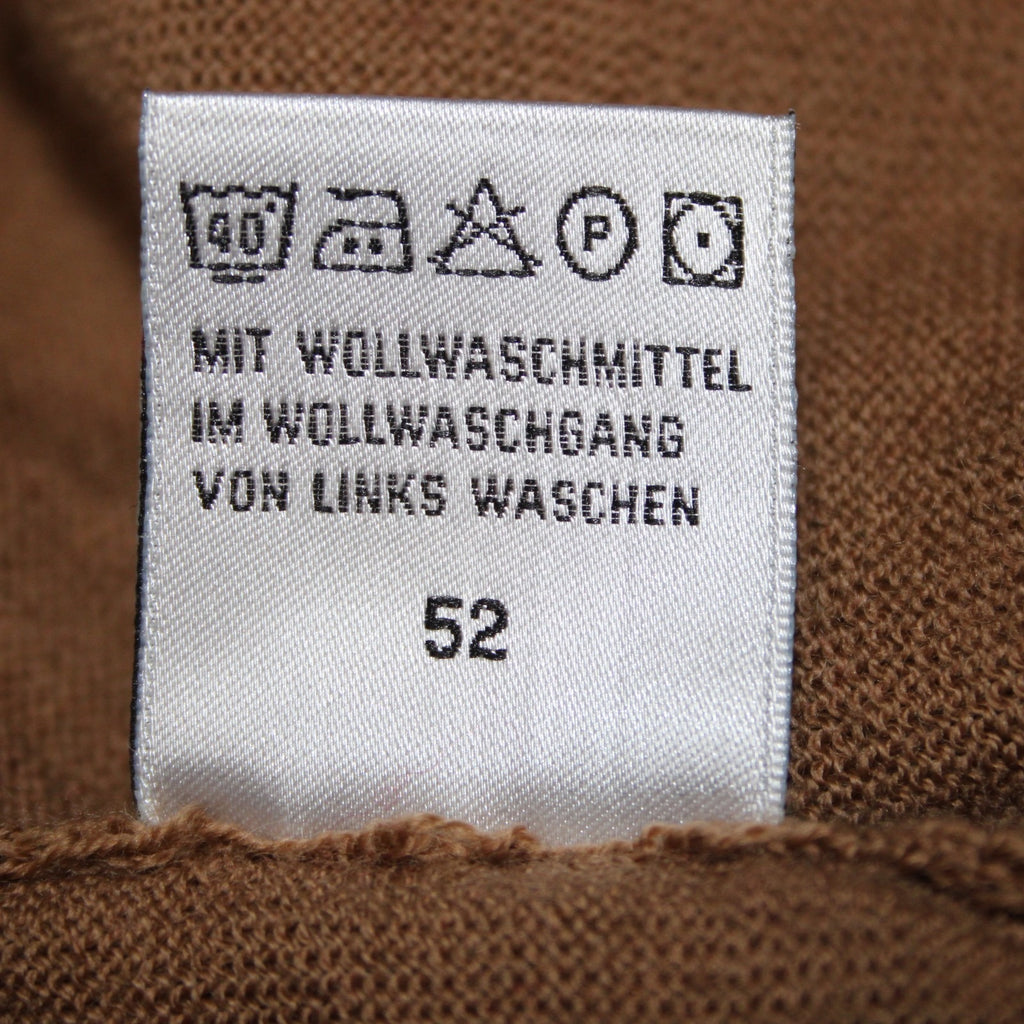 40°
P
MIT WOLLWASCHMITTEL
IM WOLLWASCHGANG
VON LINKS WASCHEN
52